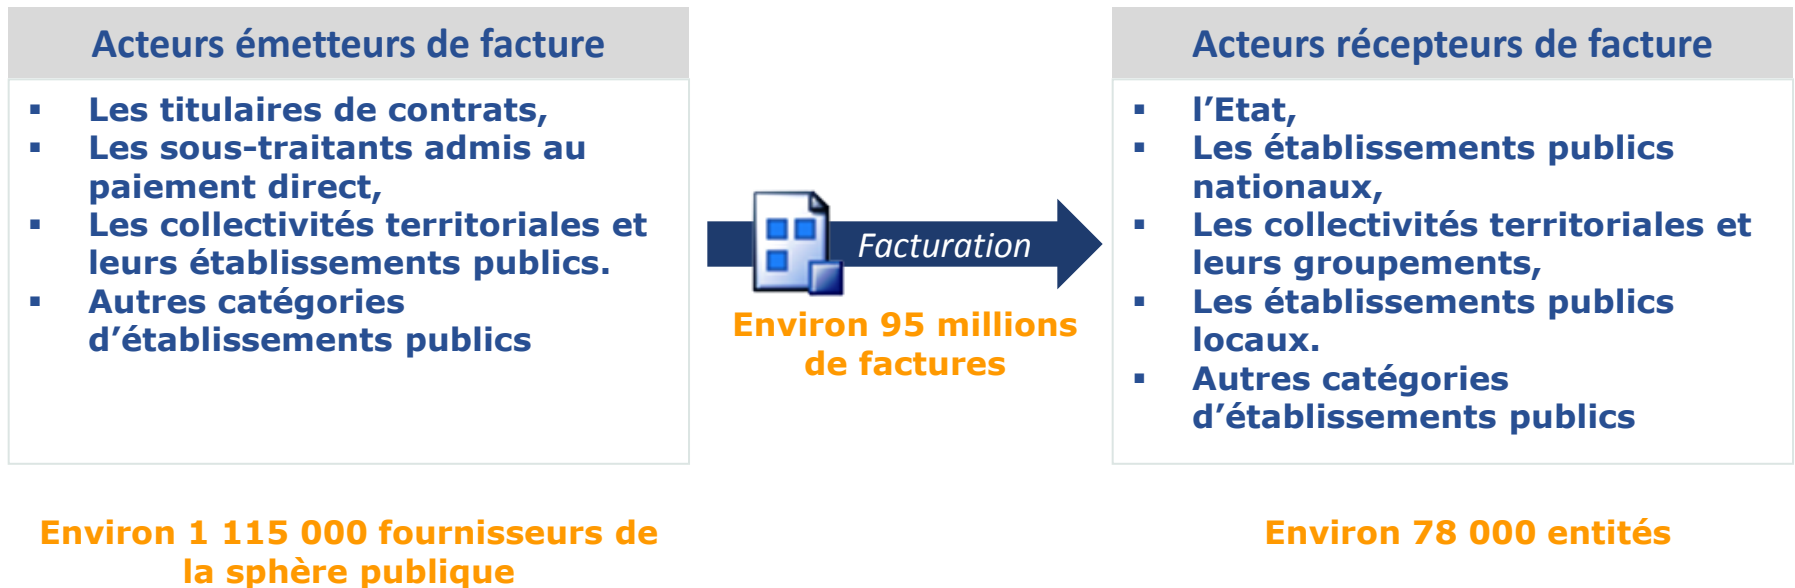 Acteurs émetteurs de facture
▪ Les titulaires de contrats,
▪ Les sous-traitants admis au
paiement direct,
▪ Les collectivités territoriales et
leurs établissements publics.
▪ Autres catégories
d’établissements publics
Environ 1 115 000 fournisseurs de
la sphère publique
Facturation
Environ 95 millions
de factures
Acteurs récepteurs de facture
▪ l’Etat,
▪ Les établissements publics
nationaux,
▪ Les collectivités territoriales et
leurs groupements,
▪ Les établissements publics
locaux.
▪ Autres catégories
d’établissements publics
Environ 78 000 entités